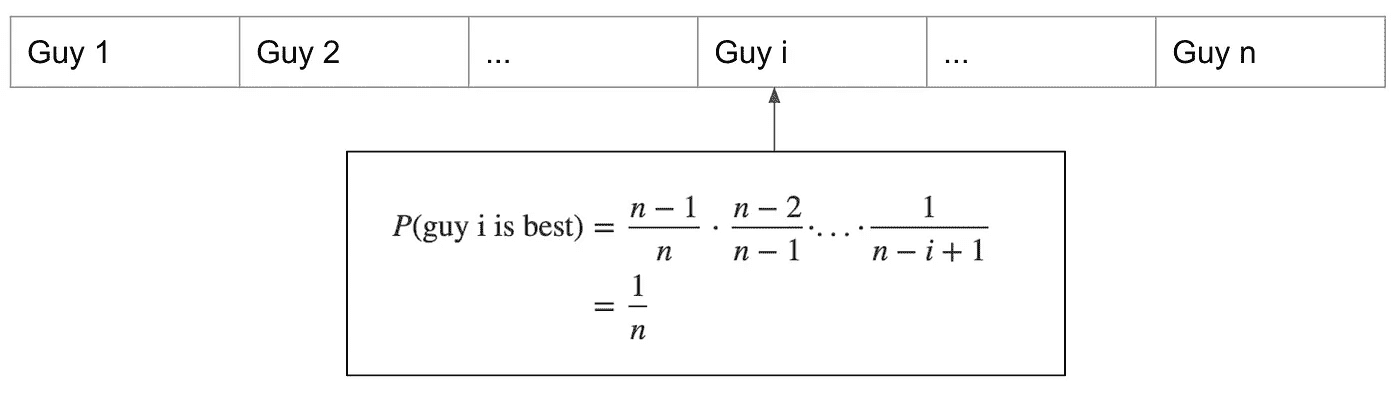 Guy 1 Guy 2 ... Guy i ... Guy n
P(guy i is best) = \frac{n-1}{n} \cdot \frac{n-2}{n-1} \cdot \ldots \cdot \frac{1}{n-i+1}
= \frac{1}{n}